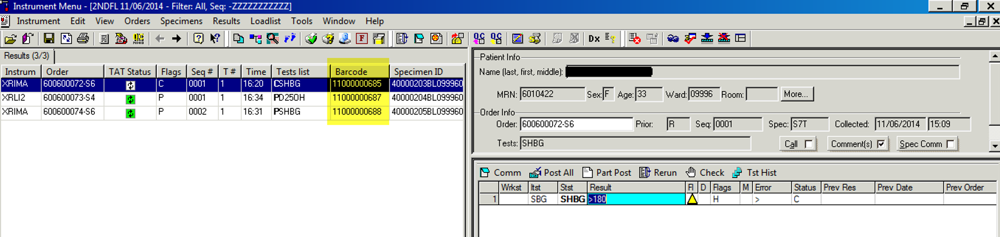 Instrument Menu - [2NDFL 11/06/2014 - Filter: All, Seq: -ZZZZZZZZZZZ]
Instrument Edit View Orders Specimens Results Loadlist Tools Window Help
QC QC Dx
Results (3/3)
Instrum Order TAT Status Flags Seq # T # Time Tests list Barcode Specimen ID
XRIMA 600600072-S6 C 0001 1 16:20 CSHBG 11000000685 40000203BL099960
XRLI2 600600073-S4 P 0001 1 16:34 PD25OH 11000000687 40000204BL099960
XRIMA 600600074-S6 P 0002 1 16:31 PSHBG 11000000688 40000205BL099960
Patient Info
Name (last, first, middle):
MRN: 6010422 Sex: F Age: 33 Ward: 09996 Room: More...
Order Info
Order: 600600072-S6 Prior: R Seq: 0001 Spec: S7T Collected: 11/06/2014 15:09
Tests: SHBG Call Comment(s) Spec Comm
Comm Post All Part Post Rerun Check Tst Hist
Wrkst Itst Stst Result Fl D Flags M Error Status Prev Res Prev Date Prev Order
1 SBG SHBG >180 H > C